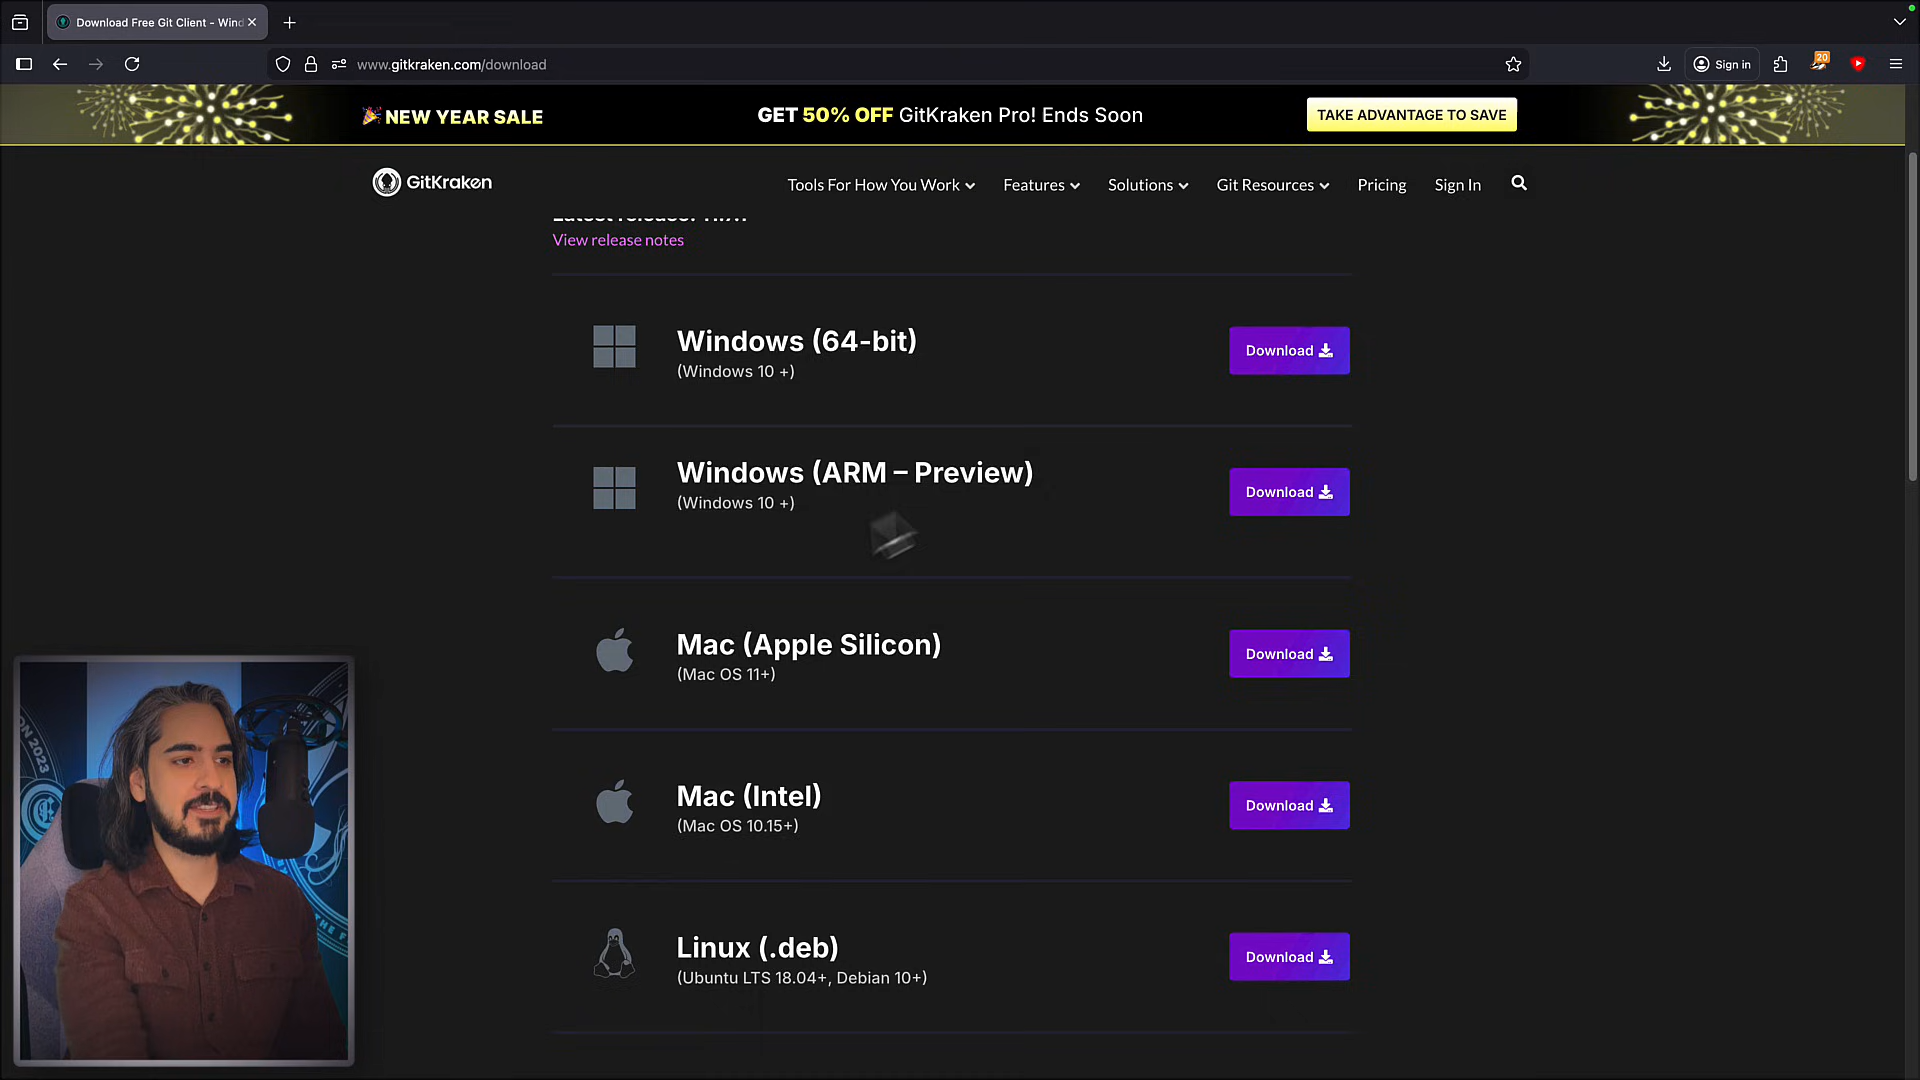 Download Free Git Client - Wind
www.gitkraken.com/download
Sign in
20
NEW YEAR SALE
GET 50% OFF GitKraken Pro! Ends Soon
TAKE ADVANTAGE TO SAVE
GitKraken
Tools For How You Work
Features
Solutions
Git Resources
Pricing
Sign In
View release notes
Windows (64-bit)
(Windows 10 +)
Download
Windows (ARM – Preview)
(Windows 10 +)
Download
Mac (Apple Silicon)
(Mac OS 11+)
Download
Mac (Intel)
(Mac OS 10.15+)
Download
Linux (.deb)
(Ubuntu LTS 18.04+, Debian 10+)
Download